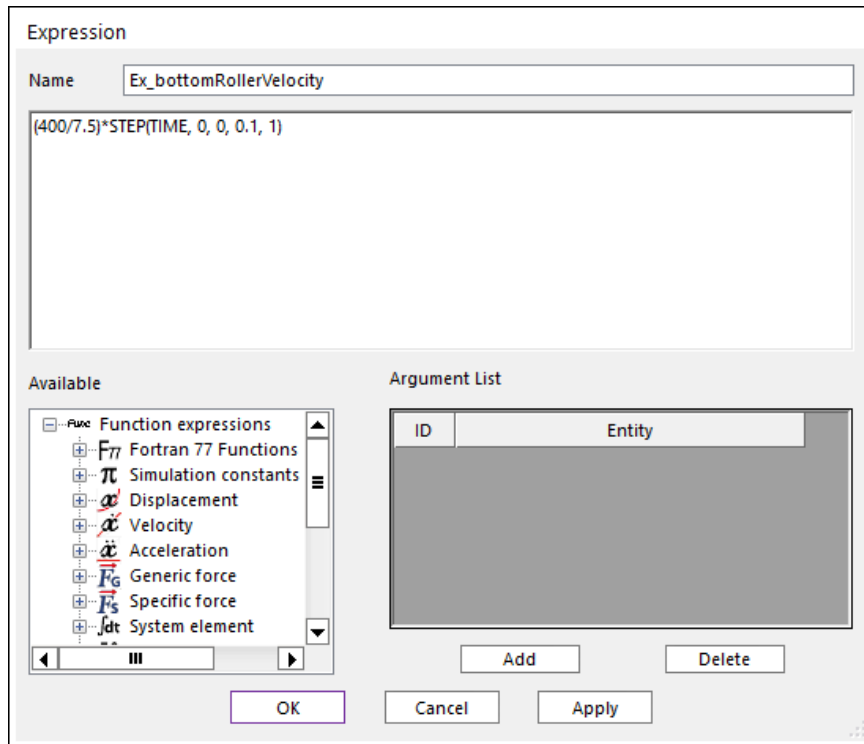 Expression
Name Ex_bottomRollerVelocity
(400/7.5)*STEP(TIME, 0, 0, 0.1, 1)
Available
Function expressions
F77 Fortran 77 Functions
π Simulation constants
Displacement
Velocity
Acceleration
Generic force
Specific force
∫dt System element
Argument List
ID Entity
Add Delete
OK Cancel Apply